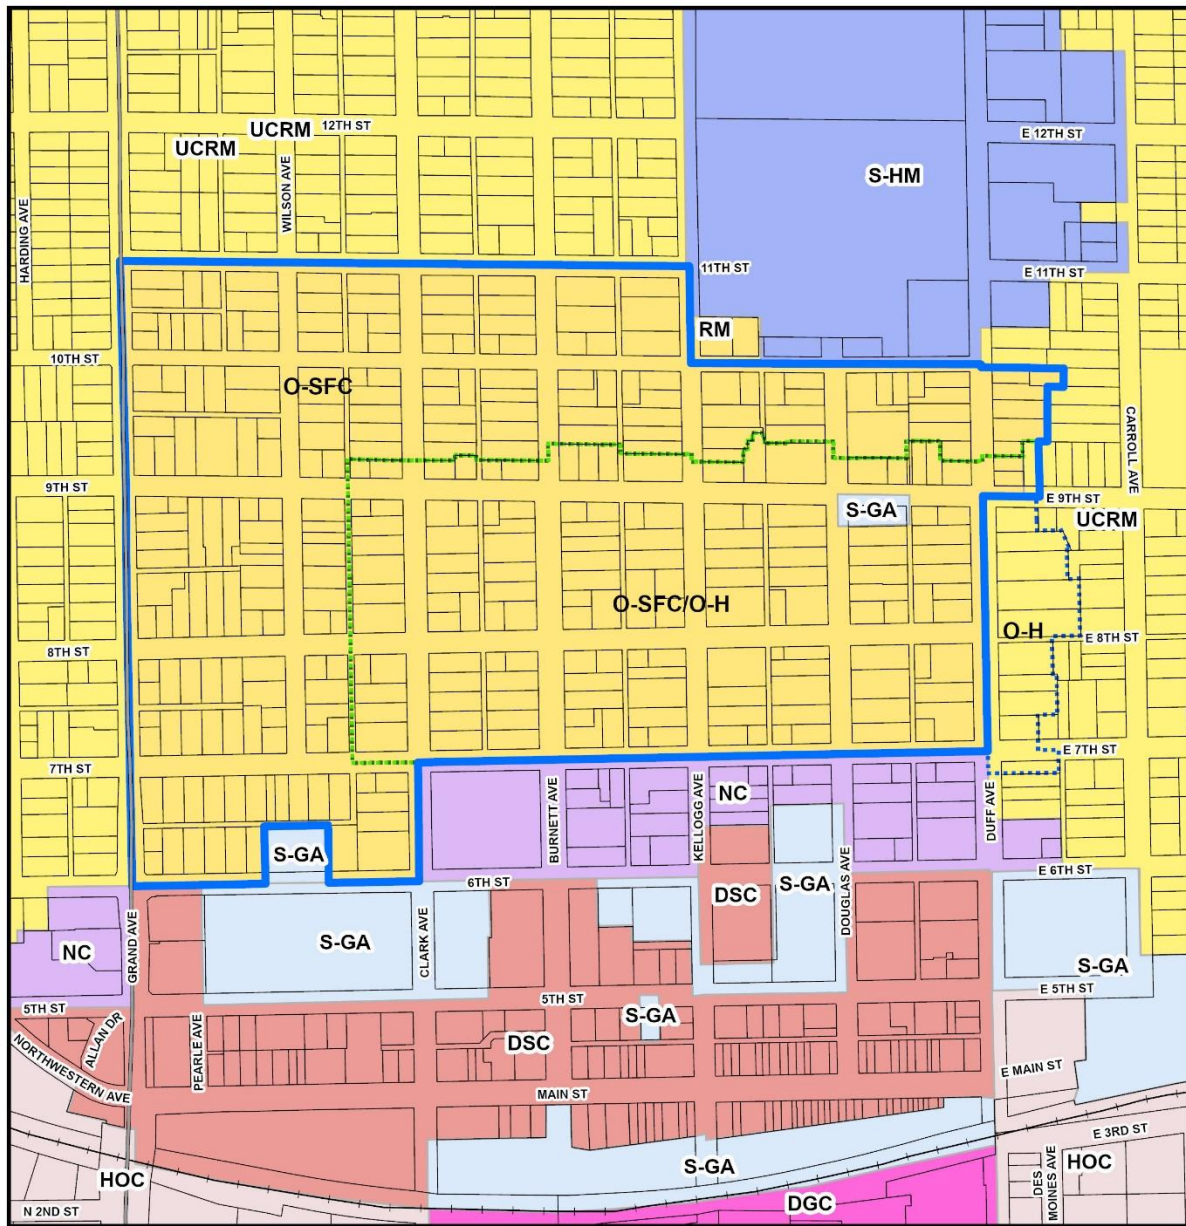 12TH ST
UCRM
UCRM
E 12TH ST
S-HM
WILSON AVE
HARDING AVE
11TH ST
E 11TH ST
RM
10TH ST
O-SFC
CARROLL AVE
9TH ST
E 9TH ST
S-GA
UCRM
O-SFC/O-H
O-H
E 8TH ST
8TH ST
E 7TH ST
7TH ST
NC
BURNETT AVE
KELLOGG AVE
DUFF AVE
S-GA
E 6TH ST
6TH ST
S-GA
DSC
DOUGLAS AVE
GRAND AVE
CLARK AVE
S-GA
NC
S-GA
E 5TH ST
5TH ST
5TH ST
S-GA
ALLAN DR
PEARLE AVE
DSC
NORTHWESTERN AVE
E MAIN ST
MAIN ST
E 3RD ST
S-GA
HOC
HOC
DES
MOINES AVE
DGC
N 2ND ST